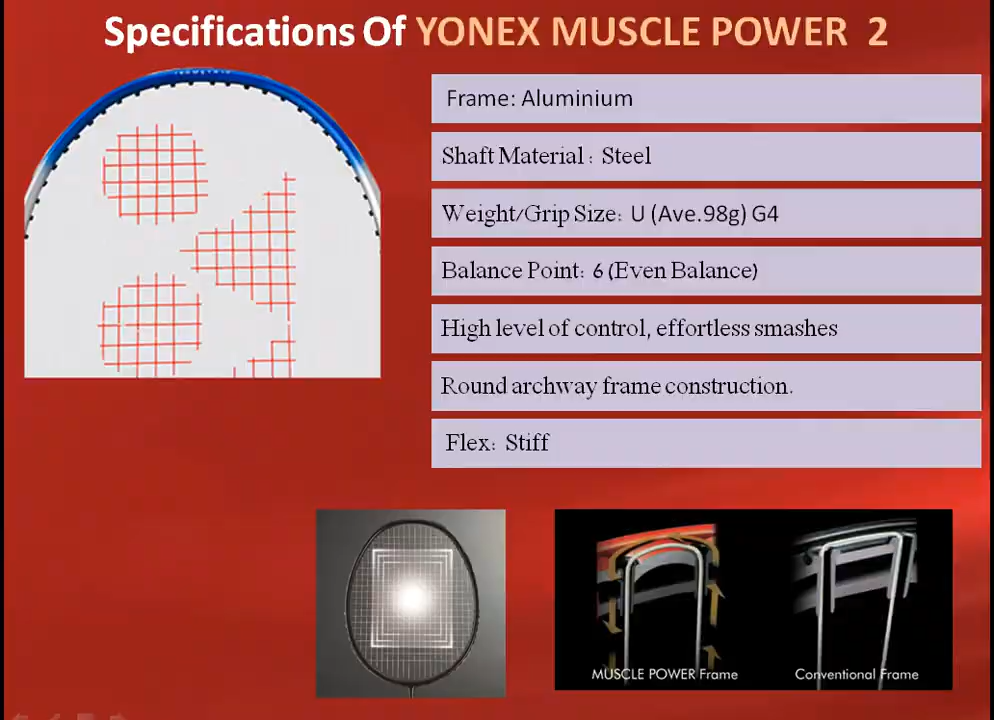 Specifications Of YONEX MUSCLE POWER 2
Frame: Aluminium
Shaft Material : Steel
Weight/Grip Size: U (Ave.98g) G4
Balance Point: 6 (Even Balance)
High level of control, effortless smashes
Round archway frame construction.
Flex: Stiff
MUSCLE POWER Frame
Conventional Frame